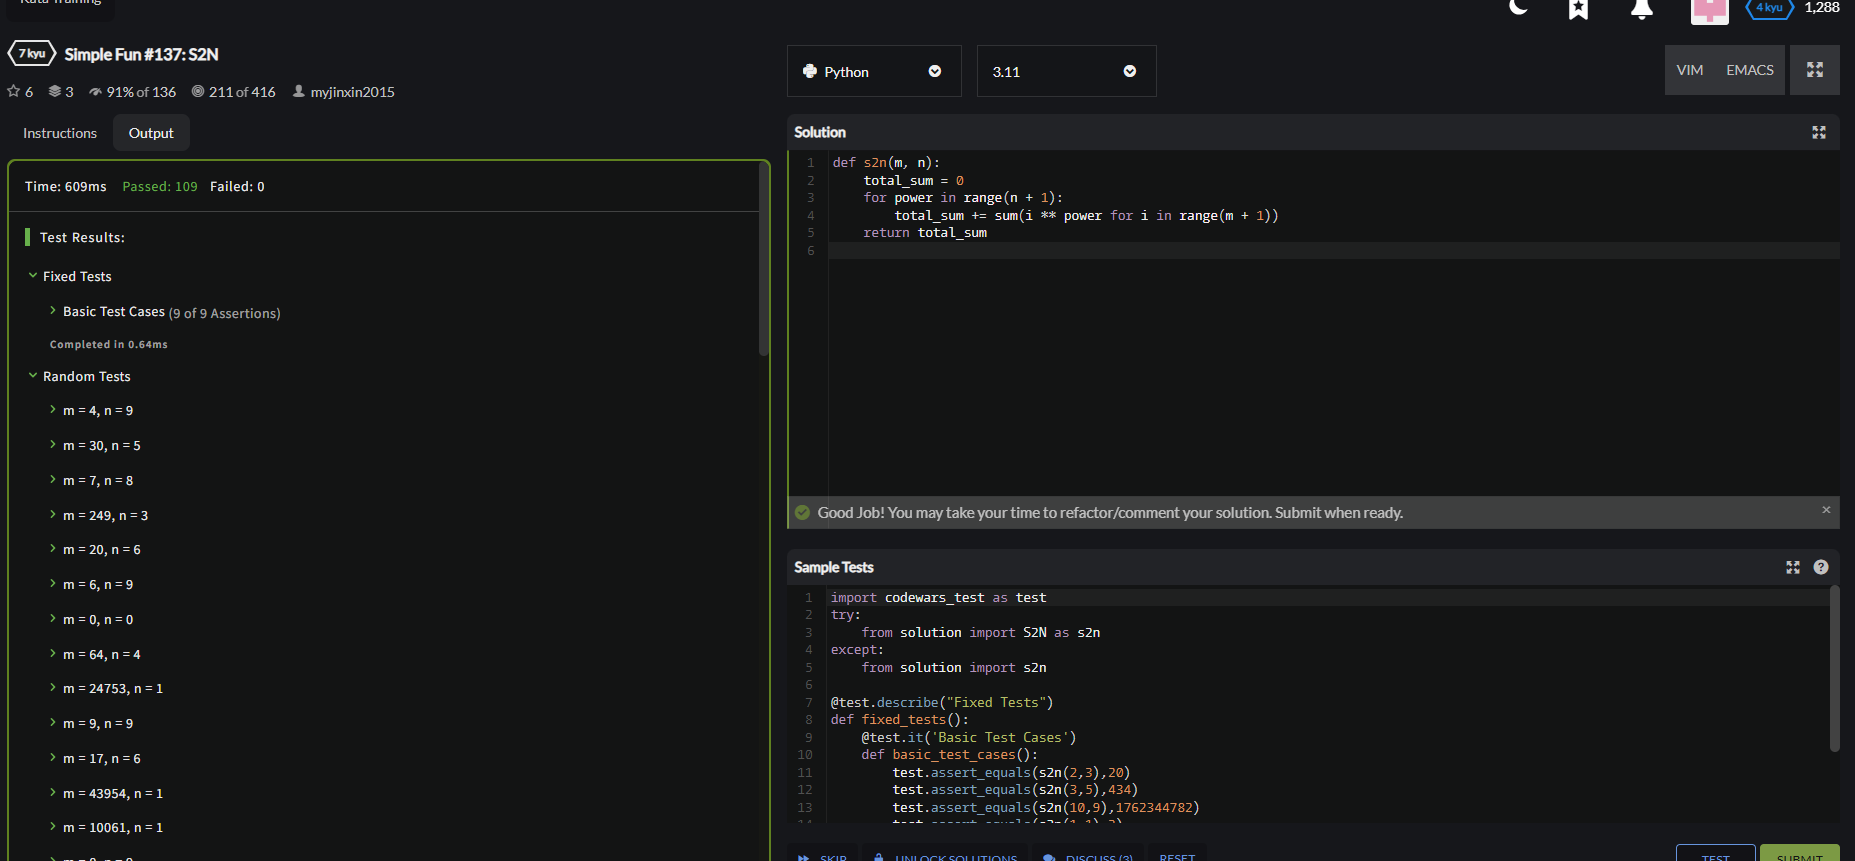 Kata Training
4 kyu
1,288
7 kyu
Simple Fun #137: S2N
6
3
91% of 136
211 of 416
myjinxin2015
Instructions
Output
Time: 609ms Passed: 109 Failed: 0
Test Results:
Fixed Tests
Basic Test Cases (9 of 9 Assertions)
Completed in 0.64ms
Random Tests
m = 4, n = 9
m = 30, n = 5
m = 7, n = 8
m = 249, n = 3
m = 20, n = 6
m = 6, n = 9
m = 0, n = 0
m = 64, n = 4
m = 24753, n = 1
m = 9, n = 9
m = 17, n = 6
m = 43954, n = 1
m = 10061, n = 1
Python
3.11
VIM
EMACS
Solution
1 def s2n(m, n):
2 total_sum = 0
3 for power in range(n + 1):
4 total_sum += sum(i ** power for i in range(m + 1))
5 return total_sum
6
Good Job! You may take your time to refactor/comment your solution. Submit when ready.
Sample Tests
1 import codewars_test as test
2 try:
3 from solution import S2N as s2n
4 except:
5 from solution import s2n
6
7 @test.describe("Fixed Tests")
8 def fixed_tests():
9 @test.it('Basic Test Cases')
10 def basic_test_cases():
11 test.assert_equals(s2n(2,3),20)
12 test.assert_equals(s2n(3,5),434)
13 test.assert_equals(s2n(10,9),1762344782)
SKIP
UNLOCK SOLUTIONS
DISCUSS (3)
RESET
TEST
SUBMIT